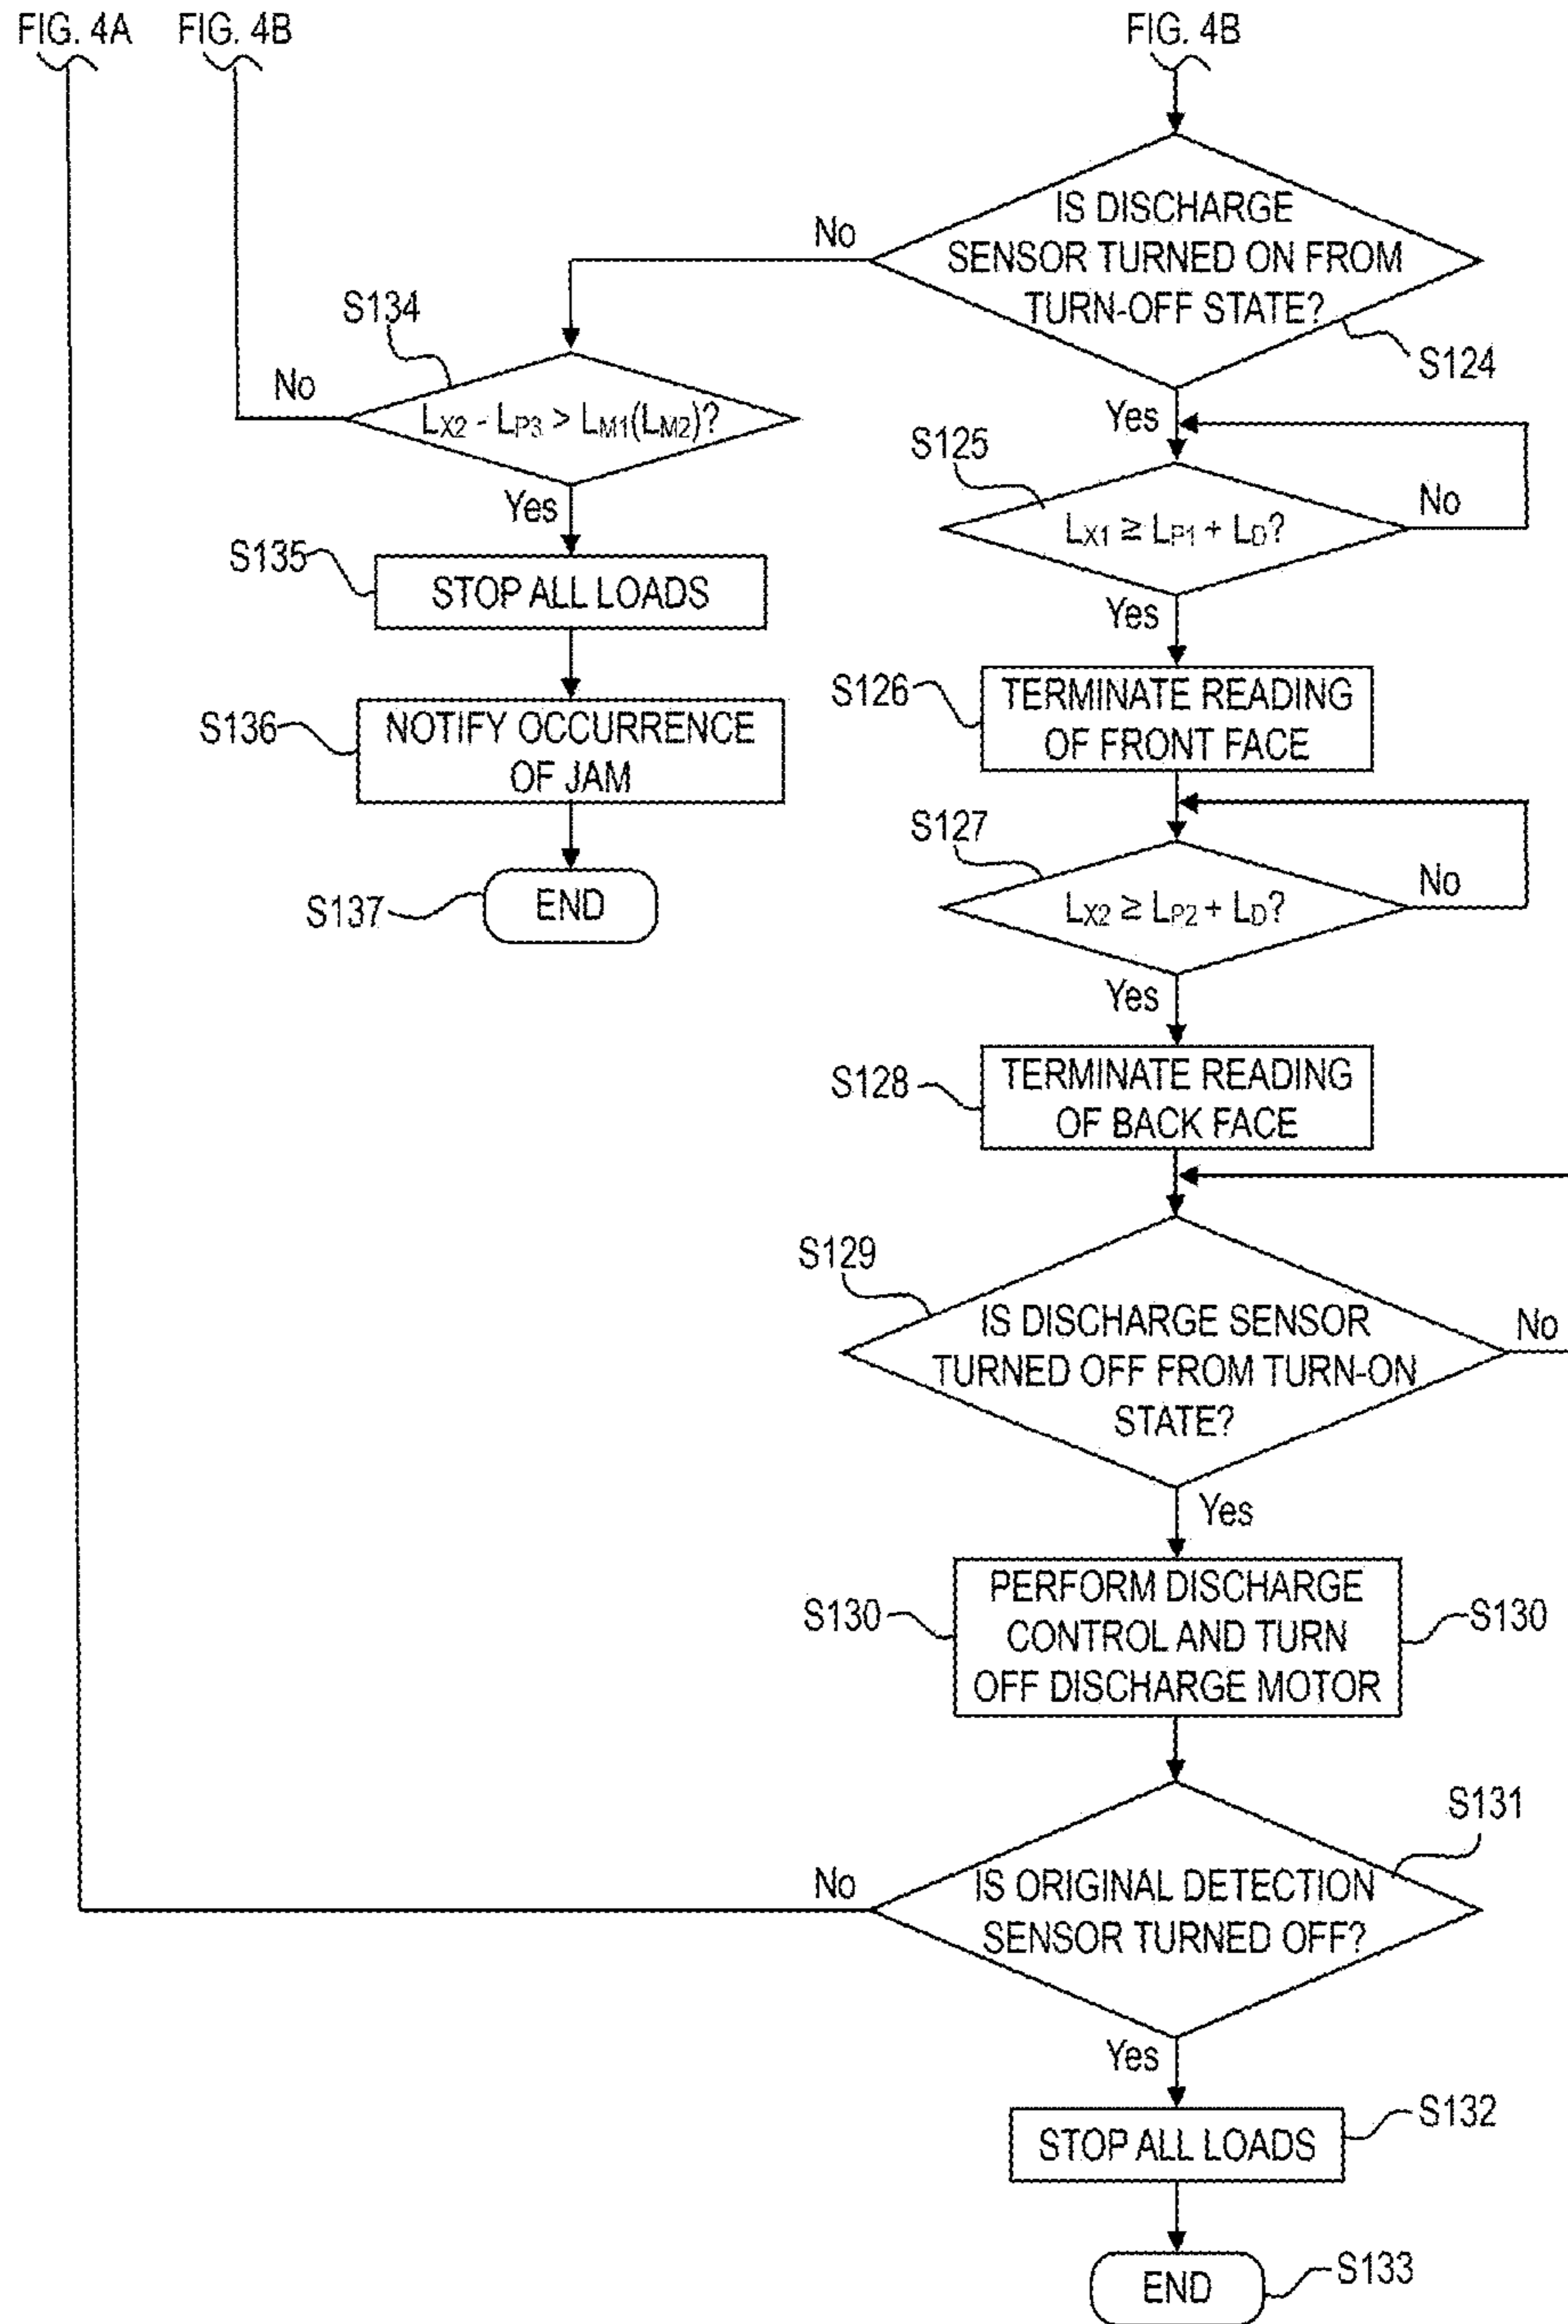 FIG. 4A
FIG. 4B
FIG. 4B
IS DISCHARGE
SENSOR TURNED ON FROM
TURN-OFF STATE?
No
S124
Yes
S134
No
LX2 - LP3 > LM1(LM2)?
Yes
S125
LX1 ≥ LP1 + LD?
No
Yes
S135
STOP ALL LOADS
S126
TERMINATE READING
OF FRONT FACE
S136
NOTIFY OCCURRENCE
OF JAM
S127
LX2 ≥ LP2 + LD?
No
Yes
S137
END
S128
TERMINATE READING
OF BACK FACE
S129
IS DISCHARGE SENSOR
TURNED OFF FROM TURN-ON
STATE?
No
Yes
S130
PERFORM DISCHARGE
CONTROL AND TURN
OFF DISCHARGE MOTOR
S130
S131
No
IS ORIGINAL DETECTION
SENSOR TURNED OFF?
Yes
S132
STOP ALL LOADS
END
S133